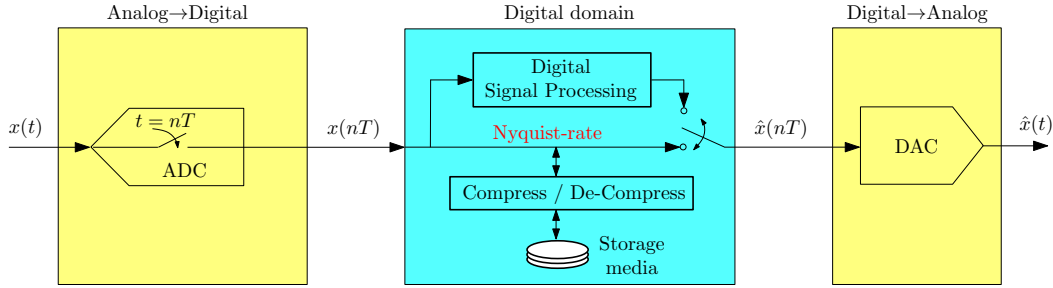 Analog→Digital
Digital domain
Digital→Analog
Digital
Signal Processing
x(t)
t = nT
ADC
x(nT)
Nyquist-rate
x̂(nT)
DAC
x̂(t)
Compress / De-Compress
Storage
media